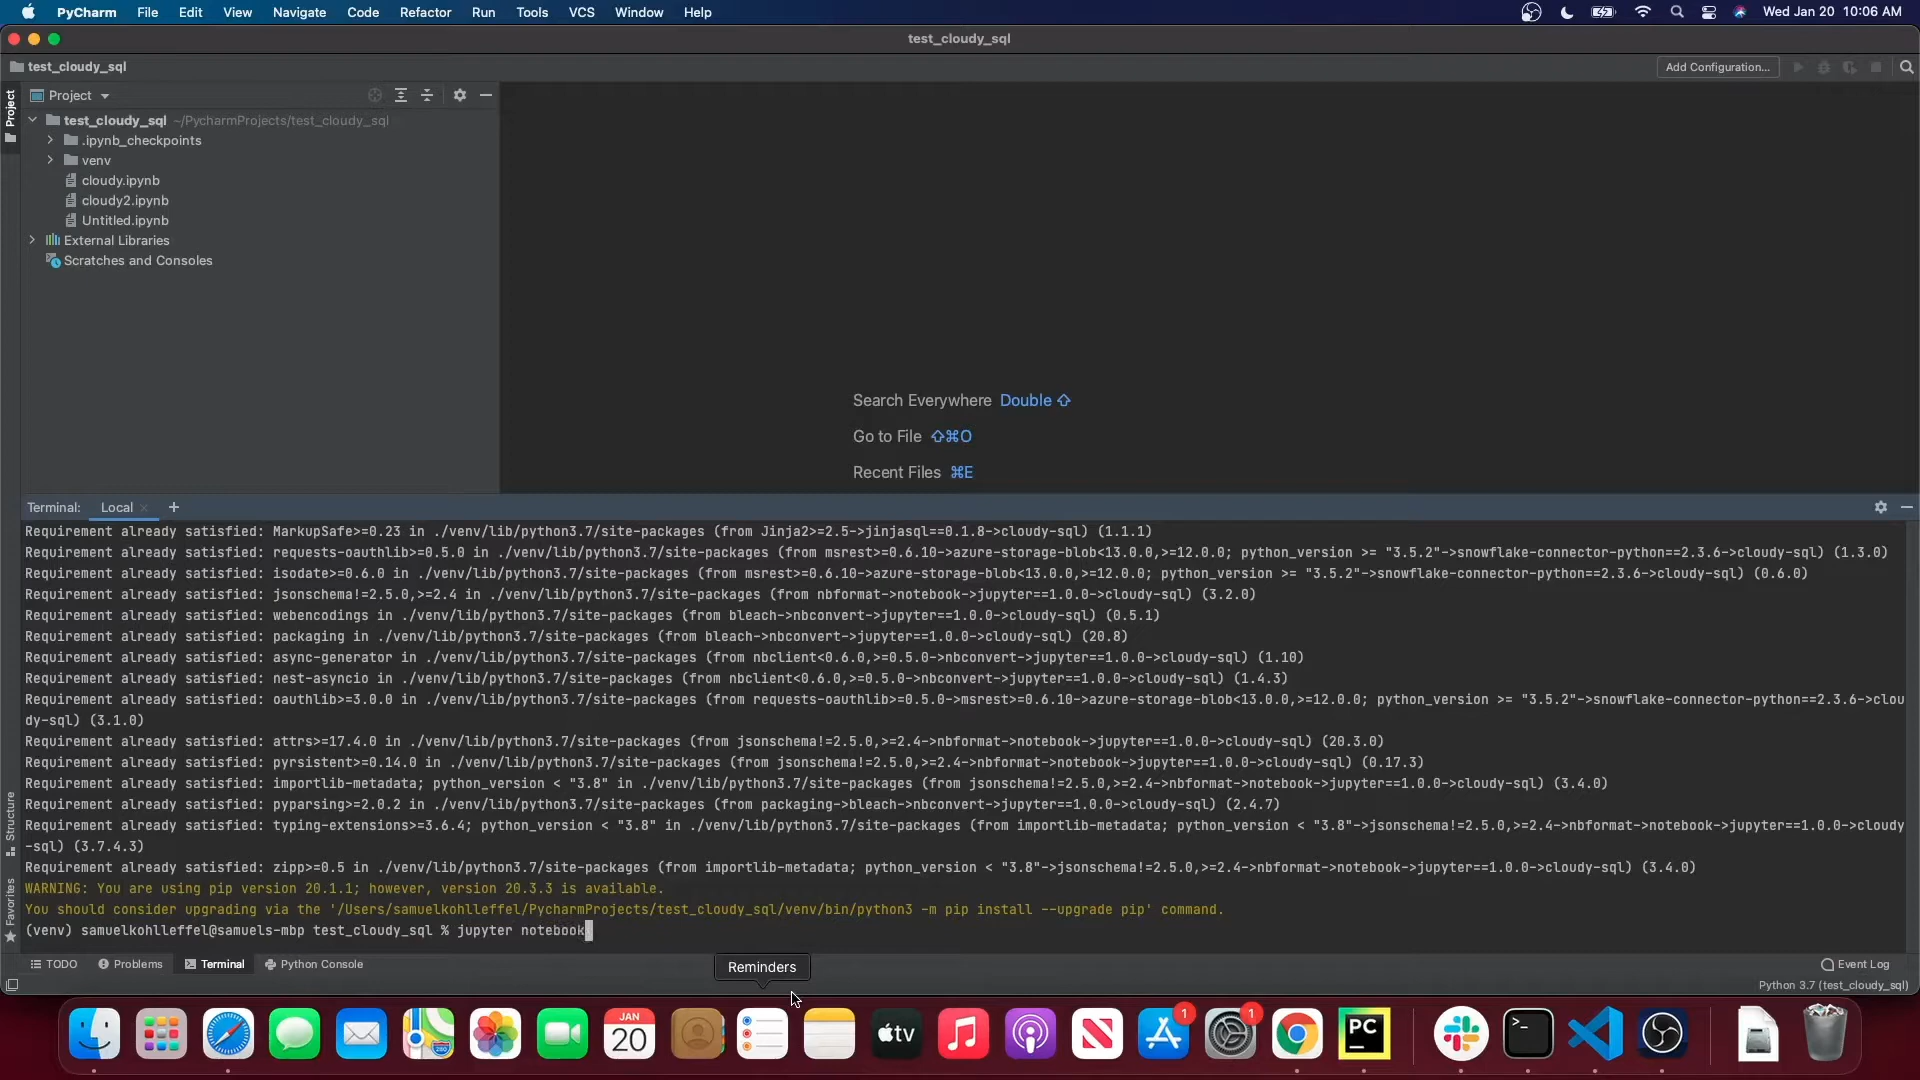 PyCharm File Edit View Navigate Code Refactor Run Tools VCS Window Help Wed Jan 20 10:06 AM
test_cloudy_sql
test_cloudy_sql Add Configuration...
Project
Project
test_cloudy_sql ~/PycharmProjects/test_cloudy_sql
.ipynb_checkpoints
venv
cloudy.ipynb
cloudy2.ipynb
Untitled.ipynb
External Libraries
Scratches and Consoles
Search Everywhere Double ⇧
Go to File ⇧⌘O
Recent Files ⌘E
Terminal: Local × +
Requirement already satisfied: MarkupSafe>=0.23 in ./venv/lib/python3.7/site-packages (from Jinja2>=2.5->jinjasql==0.1.8->cloudy-sql) (1.1.1)
Requirement already satisfied: requests-oauthlib>=0.5.0 in ./venv/lib/python3.7/site-packages (from msrest>=0.6.10->azure-storage-blob<13.0.0,>=12.0.0; python_version >= "3.5.2"->snowflake-connector-python==2.3.6->cloudy-sql) (1.3.0)
Requirement already satisfied: isodate>=0.6.0 in ./venv/lib/python3.7/site-packages (from msrest>=0.6.10->azure-storage-blob<13.0.0,>=12.0.0; python_version >= "3.5.2"->snowflake-connector-python==2.3.6->cloudy-sql) (0.6.0)
Requirement already satisfied: jsonschema!=2.5.0,>=2.4 in ./venv/lib/python3.7/site-packages (from nbformat->notebook->jupyter==1.0.0->cloudy-sql) (3.2.0)
Requirement already satisfied: webencodings in ./venv/lib/python3.7/site-packages (from bleach->nbconvert->jupyter==1.0.0->cloudy-sql) (0.5.1)
Requirement already satisfied: packaging in ./venv/lib/python3.7/site-packages (from bleach->nbconvert->jupyter==1.0.0->cloudy-sql) (20.8)
Requirement already satisfied: async-generator in ./venv/lib/python3.7/site-packages (from nbclient<0.6.0,>=0.5.0->nbconvert->jupyter==1.0.0->cloudy-sql) (1.10)
Requirement already satisfied: nest-asyncio in ./venv/lib/python3.7/site-packages (from nbclient<0.6.0,>=0.5.0->nbconvert->jupyter==1.0.0->cloudy-sql) (1.4.3)
Requirement already satisfied: oauthlib>=3.0.0 in ./venv/lib/python3.7/site-packages (from requests-oauthlib>=0.5.0->msrest>=0.6.10->azure-storage-blob<13.0.0,>=12.0.0; python_version >= "3.5.2"->snowflake-connector-python==2.3.6->clou
dy-sql) (3.1.0)
Requirement already satisfied: attrs>=17.4.0 in ./venv/lib/python3.7/site-packages (from jsonschema!=2.5.0,>=2.4->nbformat->notebook->jupyter==1.0.0->cloudy-sql) (20.3.0)
Requirement already satisfied: pyrsistent>=0.14.0 in ./venv/lib/python3.7/site-packages (from jsonschema!=2.5.0,>=2.4->nbformat->notebook->jupyter==1.0.0->cloudy-sql) (0.17.3)
Requirement already satisfied: importlib-metadata; python_version < "3.8" in ./venv/lib/python3.7/site-packages (from jsonschema!=2.5.0,>=2.4->nbformat->notebook->jupyter==1.0.0->cloudy-sql) (3.4.0)
Requirement already satisfied: pyparsing>=2.0.2 in ./venv/lib/python3.7/site-packages (from packaging->bleach->nbconvert->jupyter==1.0.0->cloudy-sql) (2.4.7)
Requirement already satisfied: typing-extensions>=3.6.4; python_version < "3.8" in ./venv/lib/python3.7/site-packages (from importlib-metadata; python_version < "3.8"->jsonschema!=2.5.0,>=2.4->nbformat->notebook->jupyter==1.0.0->cloudy
-sql) (3.7.4.3)
Requirement already satisfied: zipp>=0.5 in ./venv/lib/python3.7/site-packages (from importlib-metadata; python_version < "3.8"->jsonschema!=2.5.0,>=2.4->nbformat->notebook->jupyter==1.0.0->cloudy-sql) (3.4.0)
WARNING: You are using pip version 20.1.1; however, version 20.3.3 is available.
You should consider upgrading via the '/Users/samuelkohlleffel/PycharmProjects/test_cloudy_sql/venv/bin/python3 -m pip install --upgrade pip' command.
(venv) samuelkohlleffel@samuels-mbp test_cloudy_sql % jupyter notebook
Structure
Favorites
TODO Problems Terminal Python Console Event Log
Reminders
Python 3.7 (test_cloudy_sql)
JAN
20
tv
1
1
PC
>_
280